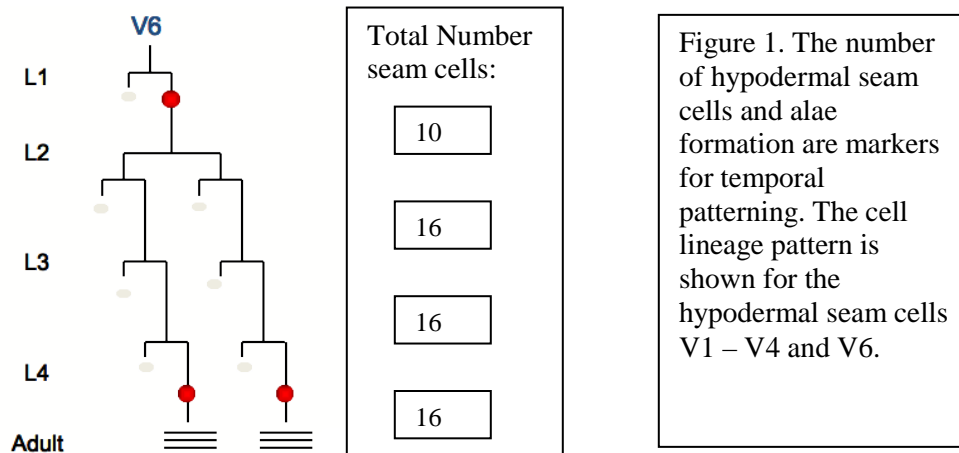 V6
L1
L2
L3
L4
Adult
Total Number
seam cells:
10
16
16
16
Figure 1. The number
of hypodermal seam
cells and alae
formation are markers
for temporal
patterning. The cell
lineage pattern is
shown for the
hypodermal seam cells
V1 – V4 and V6.